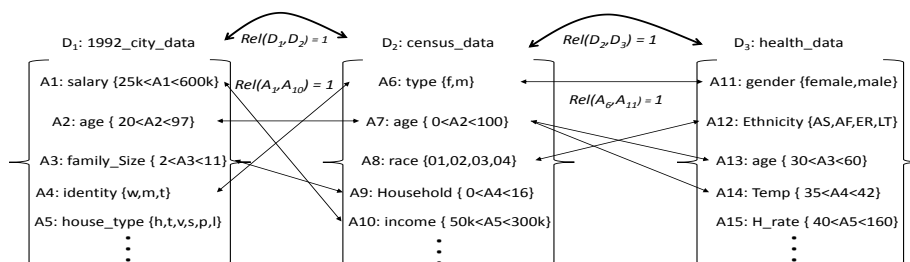 D1: 1992_city_data
Rel(D1,D2) = 1
D2: census_data
Rel(D2,D3) = 1
D3: health_data
A1: salary {25k<A1<600k}
Rel(A1,A10) = 1
A6: type {f,m}
A11: gender {female,male}
Rel(A6,A11) = 1
A2: age { 20<A2<97}
A7: age { 0<A2<100}
A12: Ethnicity {AS,AF,ER,LT}
A3: family_Size { 2<A3<11}
A8: race {01,02,03,04}
A13: age { 30<A3<60}
A4: identity {w,m,t}
A9: Household { 0<A4<16}
A14: Temp { 35<A4<42}
A5: house_type {h,t,v,s,p,l}
A10: income { 50k<A5<300k}
A15: H_rate { 40<A5<160}